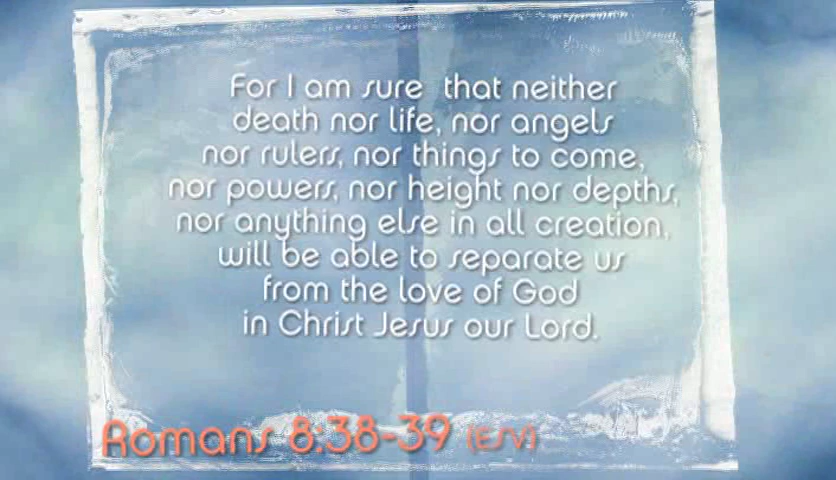 For I am sure that neither
death nor life, nor angels
nor rulers, nor things to come,
nor powers, nor height nor depths,
nor anything else in all creation,
will be able to separate us
from the love of God
in Christ Jesus our Lord.
Romans 8:38-39 (ESV)